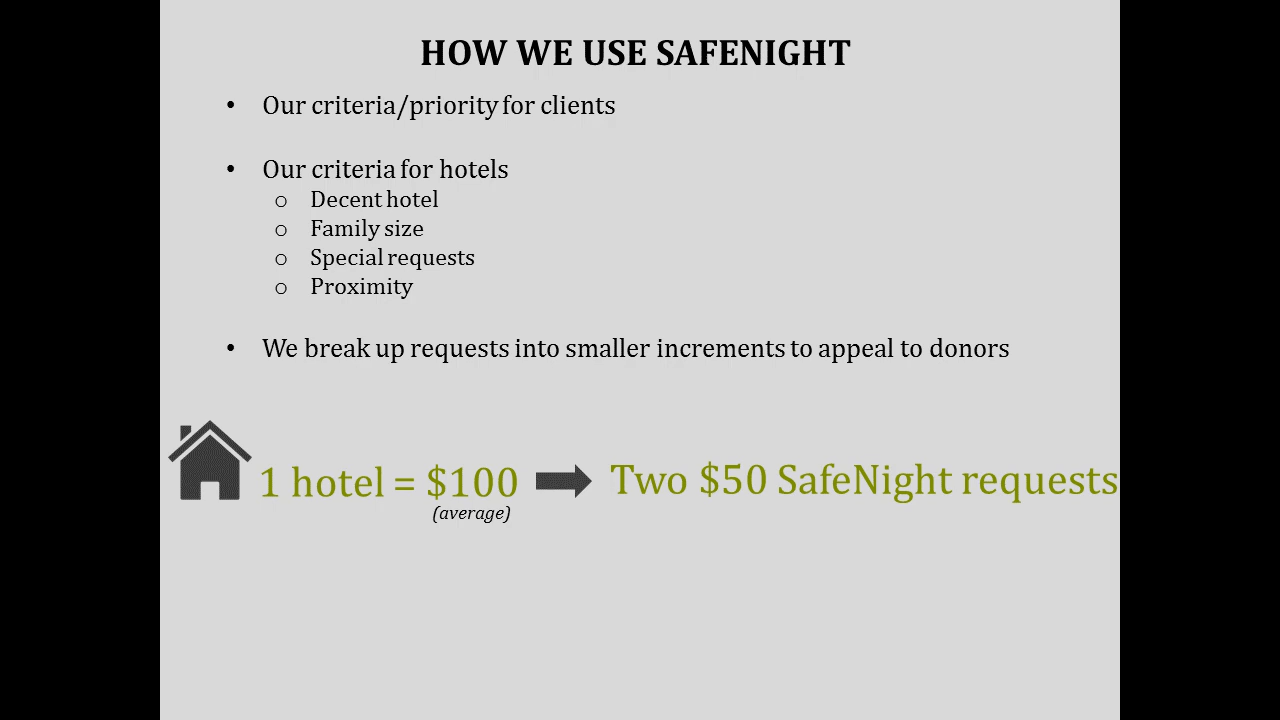 HOW WE USE SAFENIGHT
• Our criteria/priority for clients
• Our criteria for hotels
o Decent hotel
o Family size
o Special requests
o Proximity
• We break up requests into smaller increments to appeal to donors
1 hotel = $100 Two $50 SafeNight requests
(average)